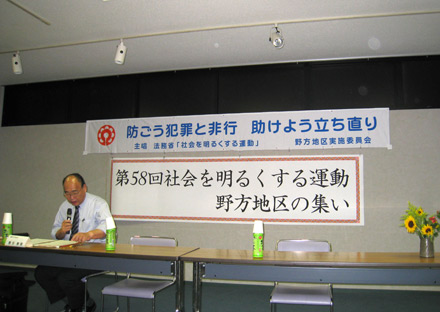 防ごう犯罪と非行 助けよう立ち直り
主唱 法務省「社会を明るくする運動」 野方地区実施委員会
第58回社会を明るくする運動
野方地区の集い